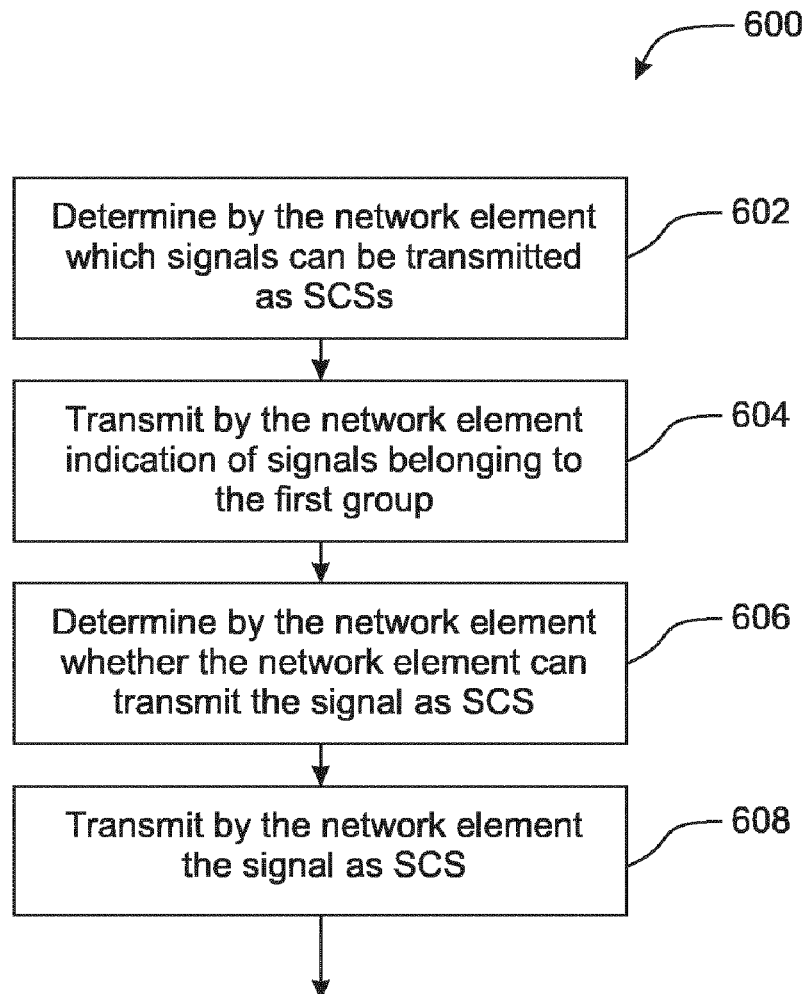 600
Determine by the network element
which signals can be transmitted
as SCSs
602
Transmit by the network element
indication of signals belonging to
the first group
604
Determine by the network element
whether the network element can
transmit the signal as SCS
606
Transmit by the network element
the signal as SCS
608